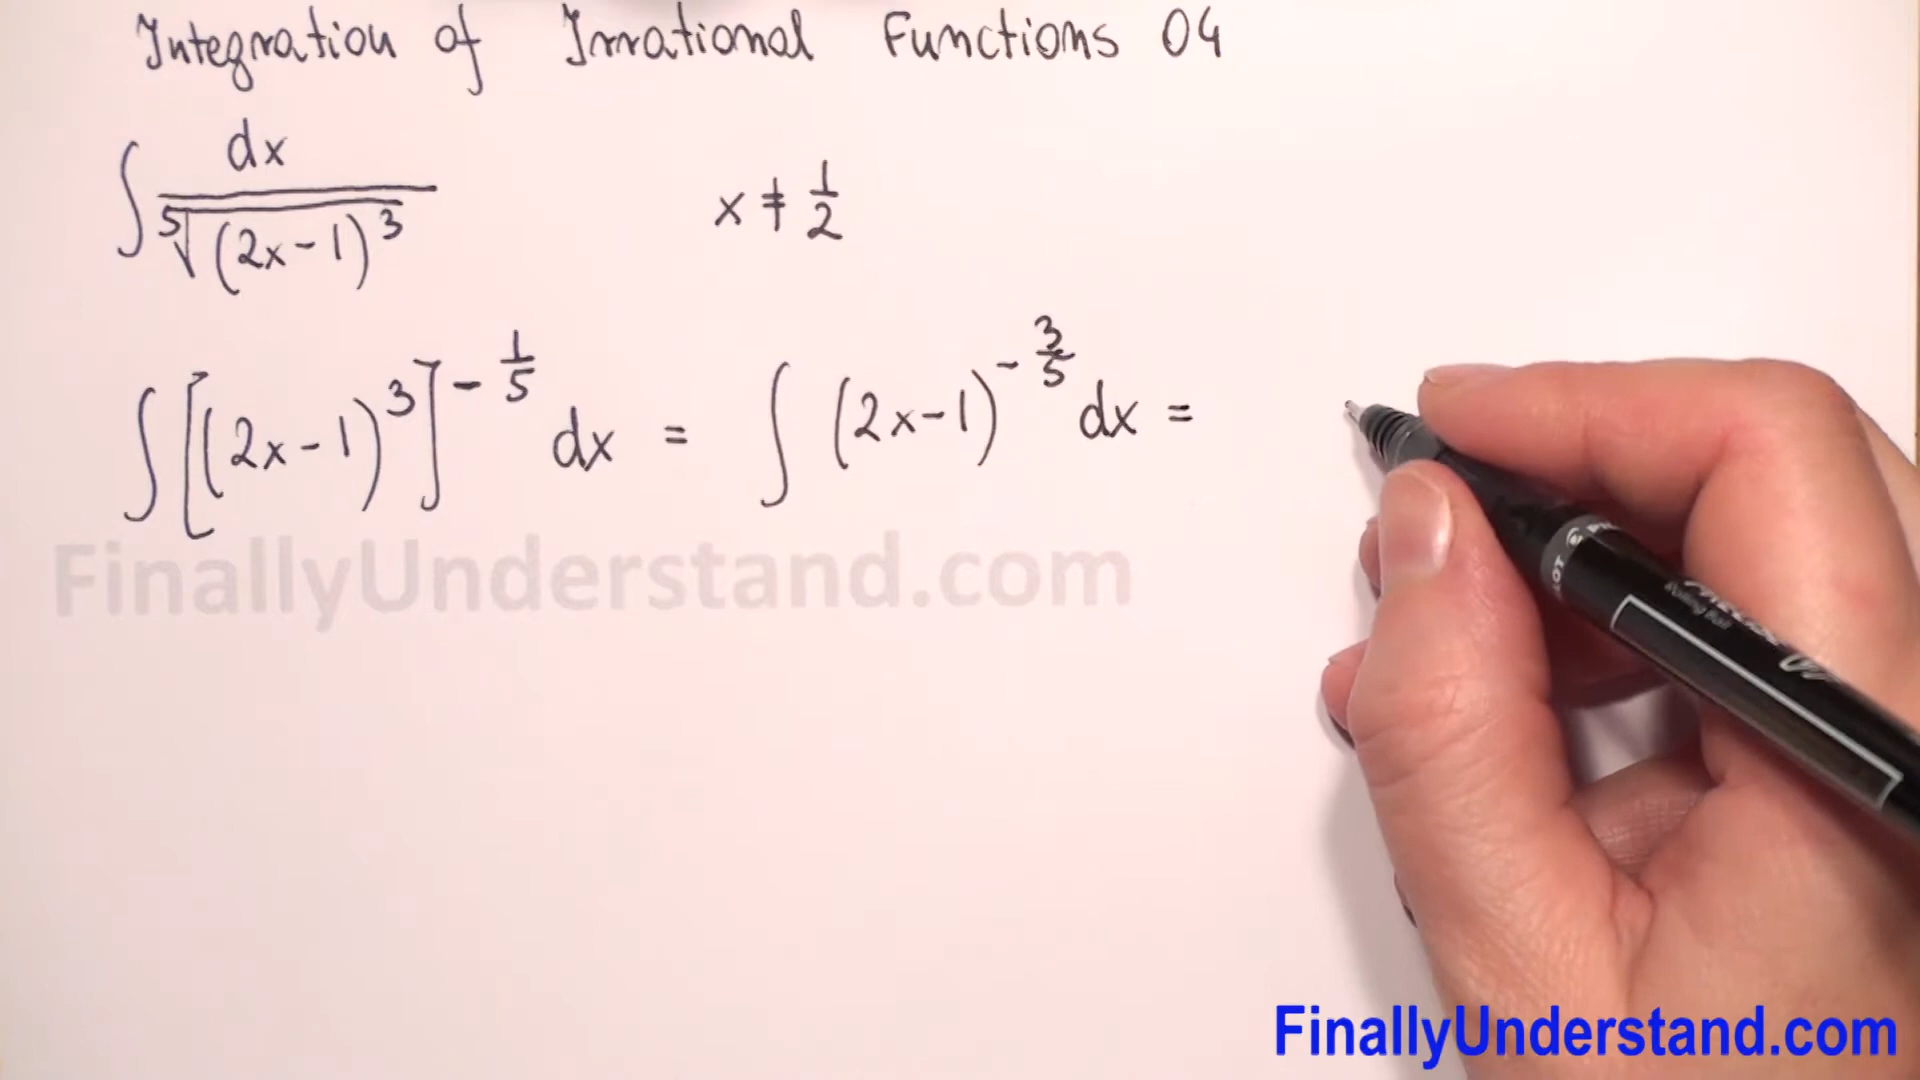 Integration of Irrational Functions 04
∫ dx / ⁵√(2x-1)³    x ≠ 1/2
∫ [(2x-1)³]^(-1/5) dx = ∫ (2x-1)^(-3/5) dx =
FinallyUnderstand.com
FinallyUnderstand.com